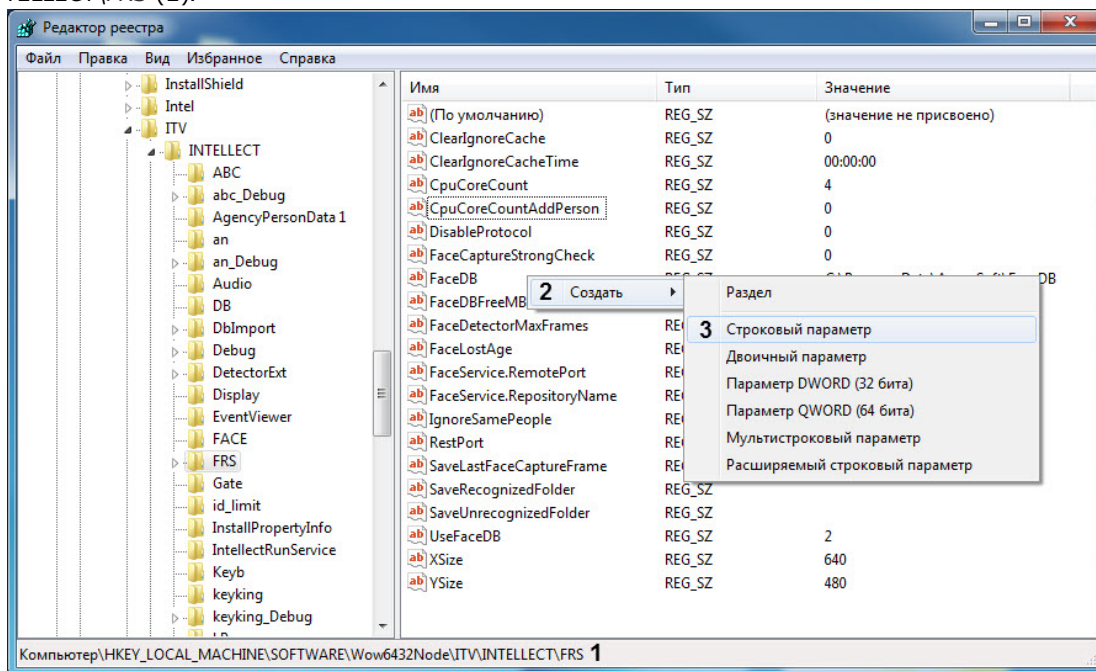 Редактор реестра
Файл Правка Вид Избранное Справка
InstallShield
Intel
ITV
INTELLECT
ABC
abc_Debug
AgencyPersonData 1
an
an_Debug
Audio
DB
DbImport
Debug
DetectorExt
Display
EventViewer
FACE
FRS
Gate
id_limit
InstallPropertyInfo
IntellectRunService
Keyb
keyking
keyking_Debug
Имя Тип Значение
(По умолчанию) REG_SZ (значение не присвоено)
ClearIgnoreCache REG_SZ 0
ClearIgnoreCacheTime REG_SZ 00:00:00
CpuCoreCount REG_SZ 4
CpuCoreCountAddPerson REG_SZ 0
DisableProtocol REG_SZ 0
FaceCaptureStrongCheck REG_SZ 0
FaceDB
FaceDBFreeMB
FaceDetectorMaxFrames
FaceLostAge
FaceService.RemotePort
FaceService.RepositoryName
IgnoreSamePeople
RestPort
SaveLastFaceCaptureFrame
SaveRecognizedFolder REG_SZ
SaveUnrecognizedFolder REG_SZ
UseFaceDB REG_SZ 2
XSize REG_SZ 640
YSize REG_SZ 480
2 Создать
Раздел
3 Строковый параметр
Двоичный параметр
Параметр DWORD (32 бита)
Параметр QWORD (64 бита)
Мультистроковый параметр
Расширяемый строковый параметр
Компьютер\HKEY_LOCAL_MACHINE\SOFTWARE\Wow6432Node\ITV\INTELLECT\FRS 1